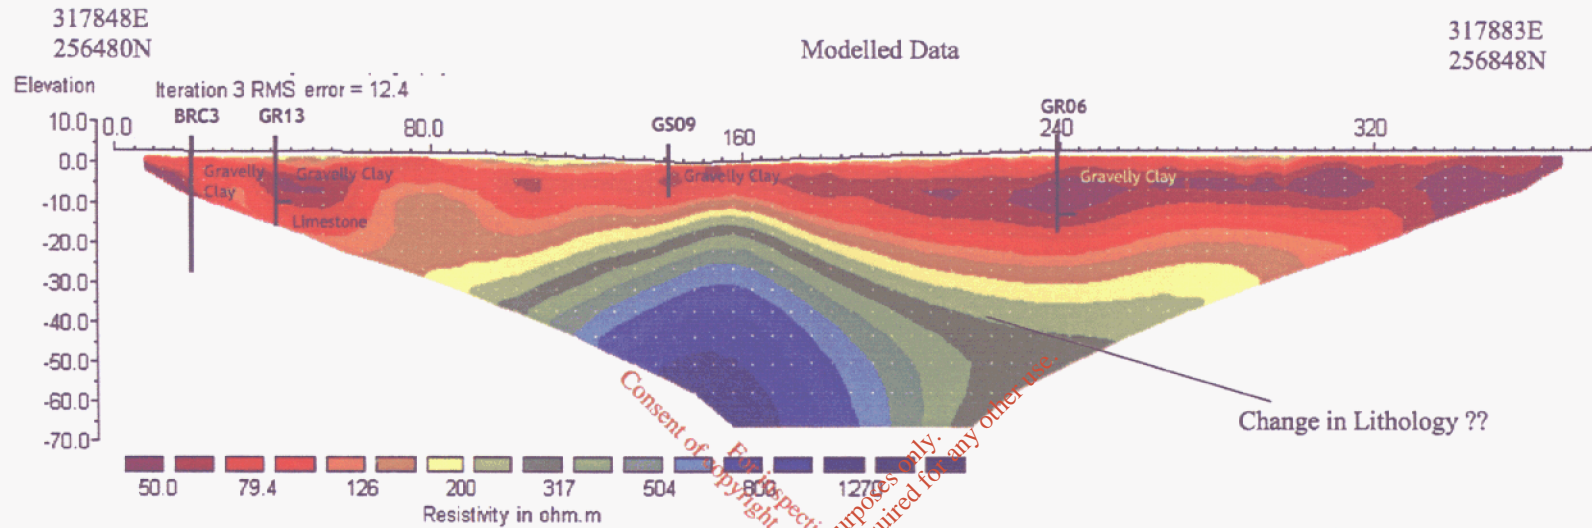 317848E
256480N
317883E
256848N
Modelled Data
Elevation
Iteration 3 RMS error = 12.4
BRC3
GR13
GS09
GR06
10.0
0.0
80.0
160
240
320
0.0
-10.0
-20.0
-30.0
-40.0
-50.0
-60.0
-70.0
Gravelly
Clay
Gravelly Clay
Limestone
Gravelly Clay
Gravelly Clay
Change in Lithology ??
50.0
79.4
126
200
317
504
800
1270
Resistivity in ohm.m
Consent of copyright
For inspecti
urposes only.
uired for any other use.